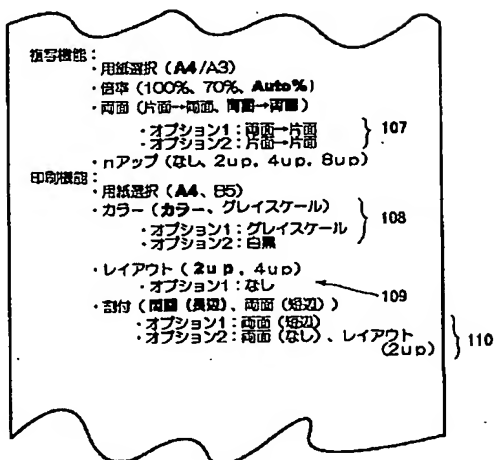 複写機能：
・用紙選択（A4/A3）
・倍率（100%、70%、Auto%）
・両面（片面→両面、両面→両面）
・オプション1：両面→片面
・オプション2：片面→片面
107
・nアップ（なし、2up，4up，8up）
印刷機能：
・用紙選択（A4、B5）
・カラー（カラー、グレイスケール）
・オプション1：グレイスケール
・オプション2：白黒
108
・レイアウト（2up，4up）
・オプション1：なし
109
・割付（両面（長辺）、両面（短辺））
・オプション1：両面（短辺）
・オプション2：両面（なし）、レイアウト
（2up）
110